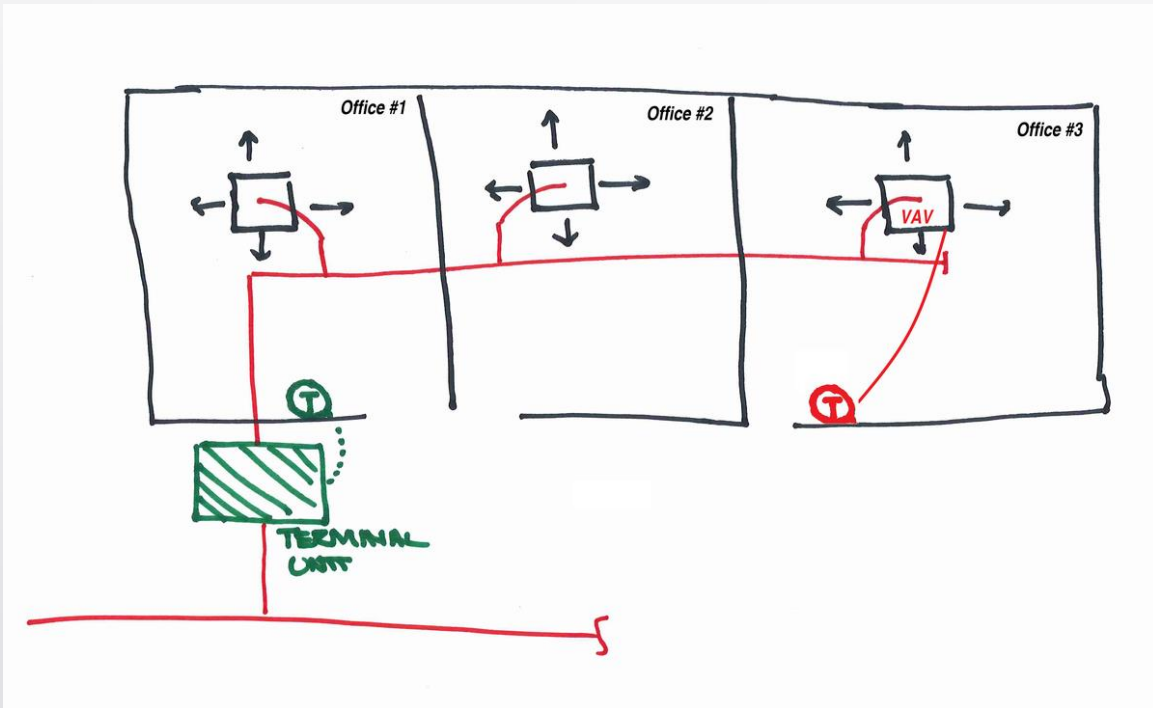 Office #1
Office #2
Office #3
VAV
T
T
TERMINAL
UNIT